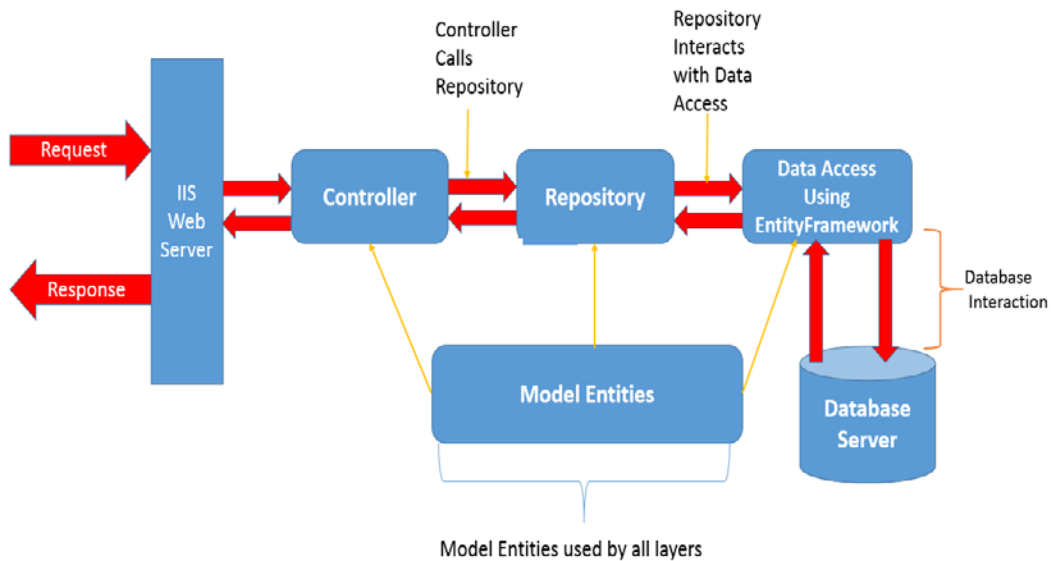 Controller
Calls
Repository
Repository
Interacts
with Data
Access
Request
IIS
Web
Server
Response
Controller
Repository
Data Access
Using
EntityFramework
Database
Interaction
Model Entities
Database
Server
Model Entities used by all layers